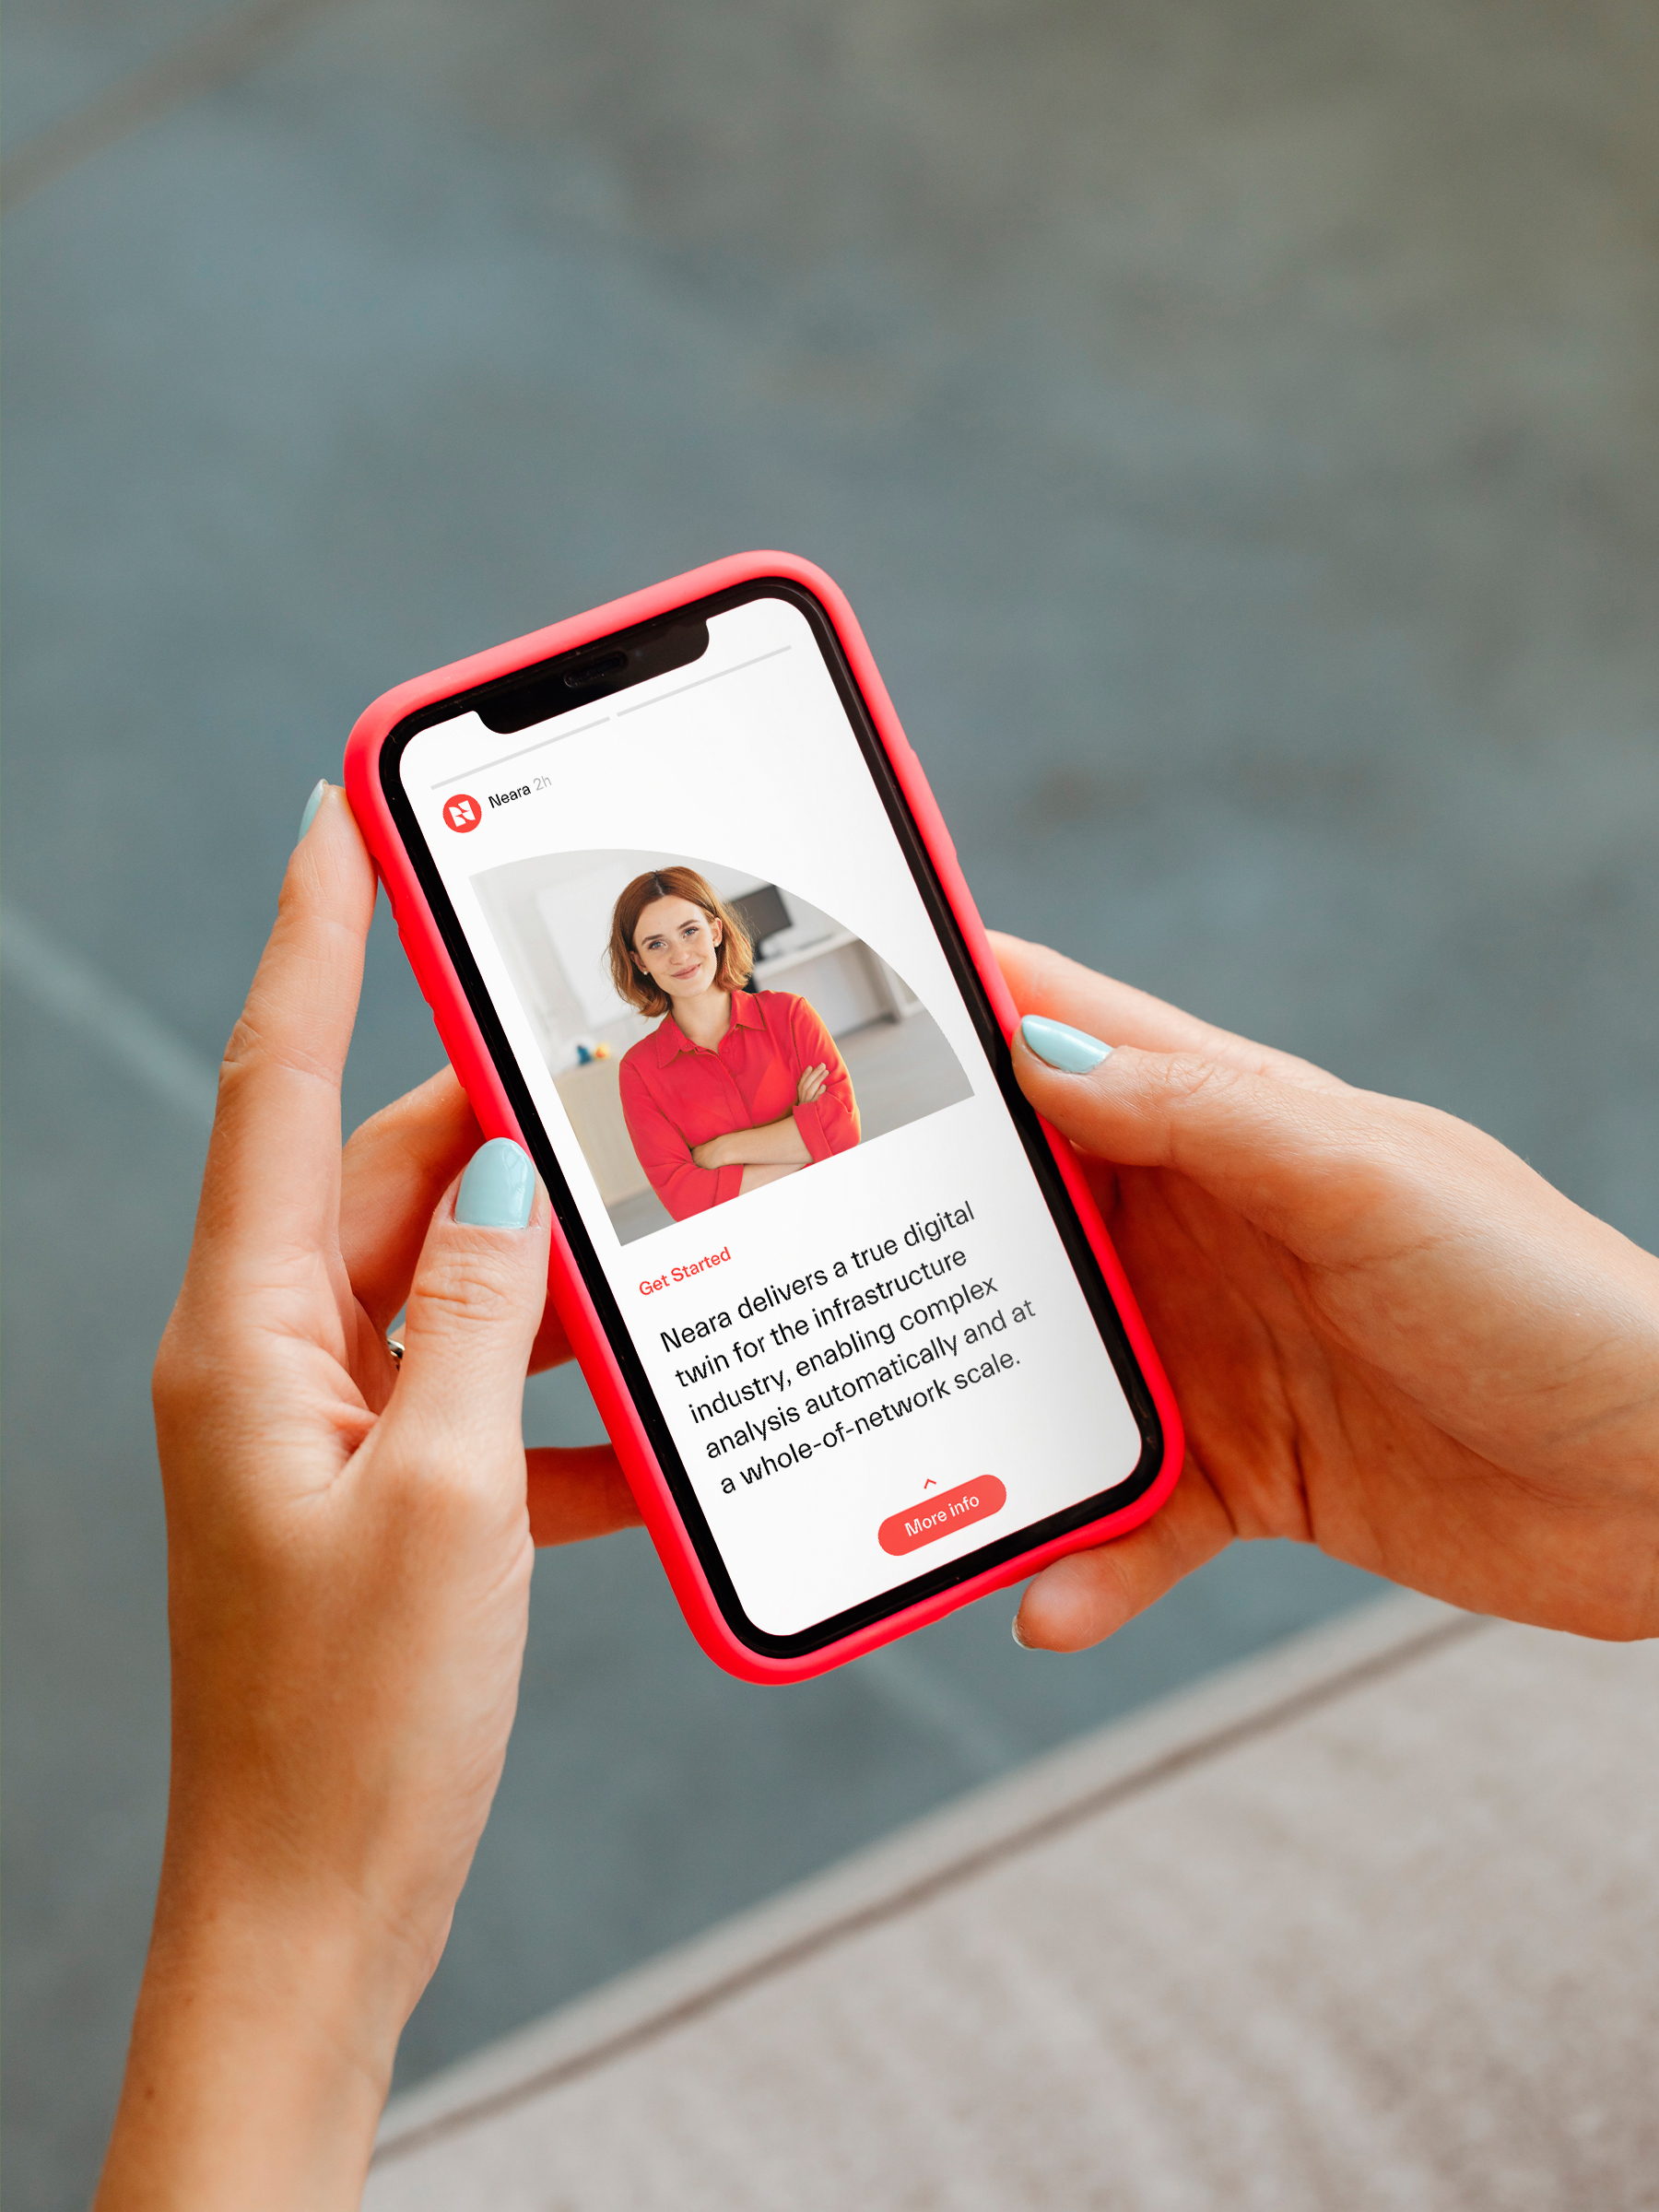 Neara 2h
Get Started
Neara delivers a true digital
twin for the infrastructure
industry, enabling complex
analysis automatically and at
a whole-of-network scale.
More info